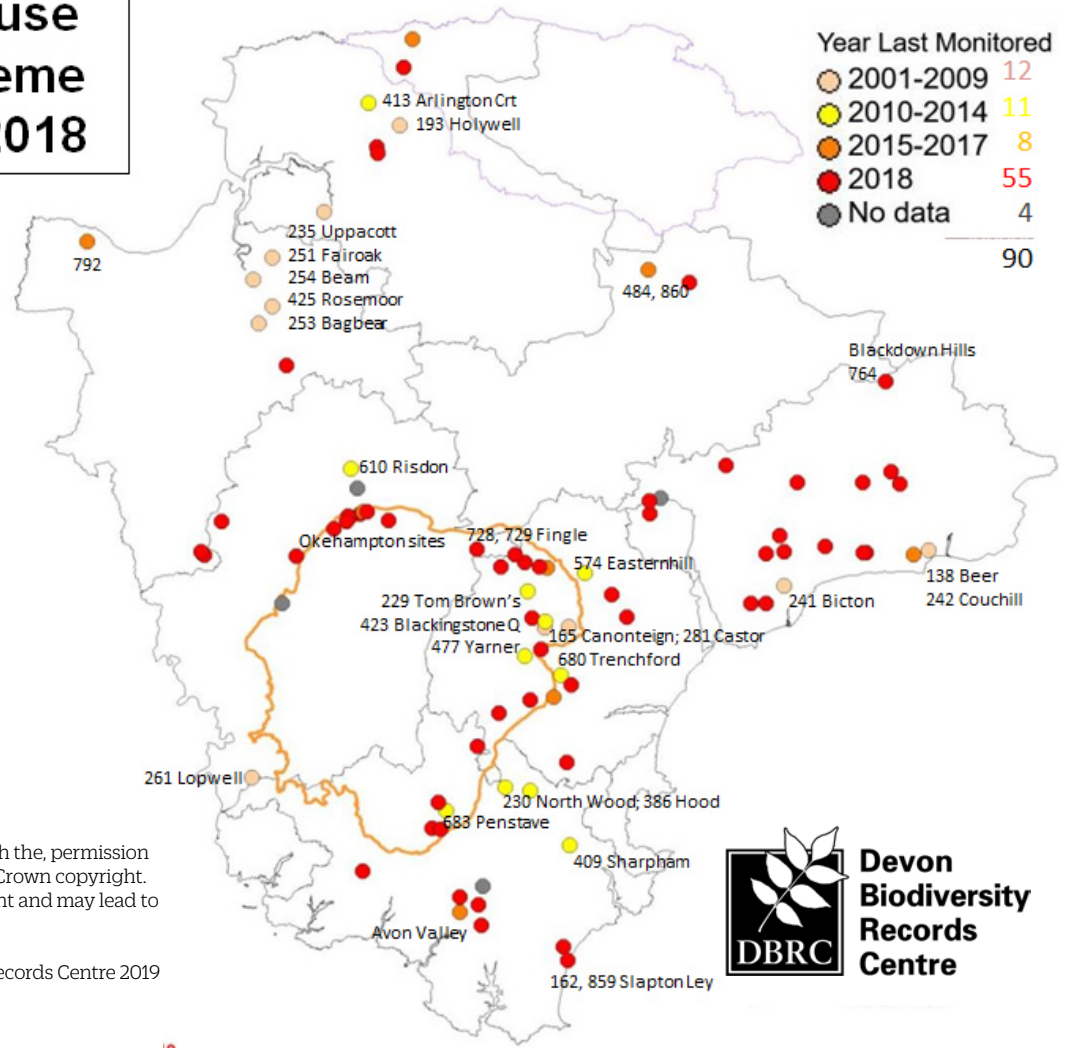 use
eme
2018
Year Last Monitored
2001-2009 12
2010-2014 11
2015-2017 8
2018 55
No data 4
90
413 Arlington Crt
193 Holywell
235 Uppacott
251 Fairoak
254 Beam
425 Rosemoor
253 Bagbear
792
484, 860
Blackdown Hills
764
610 Risdon
Okehampton sites
728, 729 Fingle
574 Easternhill
229 Tom Brown's
423 Blackingstone Q
477 Yarner
165 Canonteign; 281 Castor
680 Trenchford
241 Bicton
138 Beer
242 Couchill
261 Lopwell
230 North Wood; 386 Hood
683 Penstave
409 Sharpham
Avon Valley
162, 859 Slapton Ley
h the, permission
Crown copyright.
nt and may lead to
ecords Centre 2019
DBRC
Devon
Biodiversity
Records
Centre